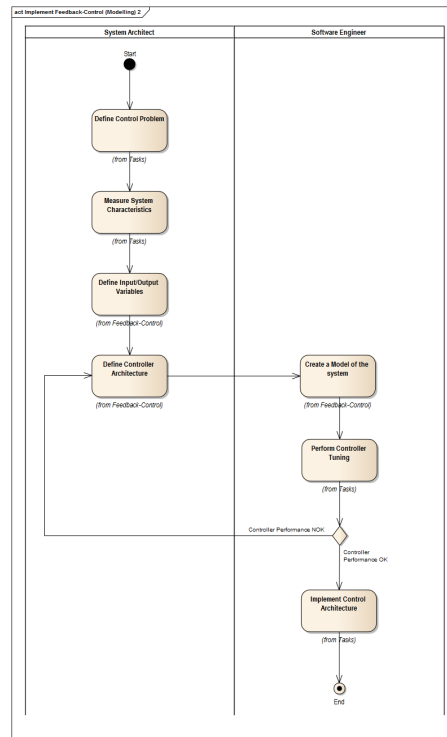 act Implement Feedback-Control (Modelling) 2
System Architect
Software Engineer
Start
Define Control Problem
(from Tasks)
Measure System
Characteristics
(from Tasks)
Define Input/Output
Variables
(from Feedback-Control)
Define Controller
Architecture
(from Feedback-Control)
Create a Model of the
system
(from Feedback-Control)
Perform Controller
Tuning
(from Tasks)
Controller Performance NOK
Controller
Performance OK
Implement Control
Architecture
(from Tasks)
End